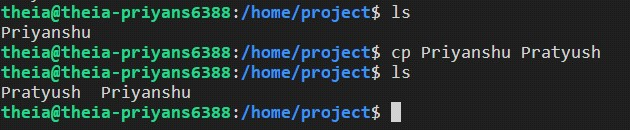 theia@theia-priyans6388:/home/project$ ls
Priyanshu
theia@theia-priyans6388:/home/project$ cp Priyanshu Pratyush
theia@theia-priyans6388:/home/project$ ls
Pratyush  Priyanshu
theia@theia-priyans6388:/home/project$